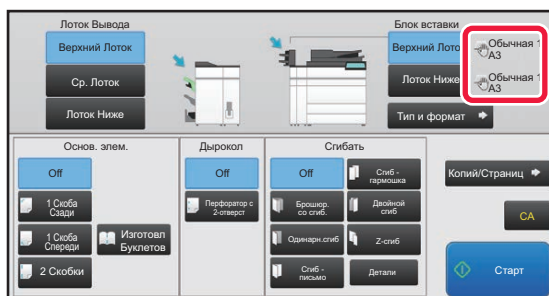 Лоток Вывода
Блок вставки
Верхний Лоток
Ср. Лоток
Лоток Ниже
Верхний Лото
Обычная 1
A3
Лоток Ниже
Обычная 1
A3
Тип и формат
Основ. элем.
Дырокол
Сгибать
Off
Off
Off
Сгиб -
гармошка
Копий/Страниц
1 Скоба
Сзади
Перфоратор с
2-отверст
Брошюр.
со сгиб.
Двойной
сгиб
1 Скоба
Спереди
Изготовл
Буклетов
Одинарн.сгиб
Z-сгиб
CA
2 Скобки
Сгиб -
письмо
Детали
Старт